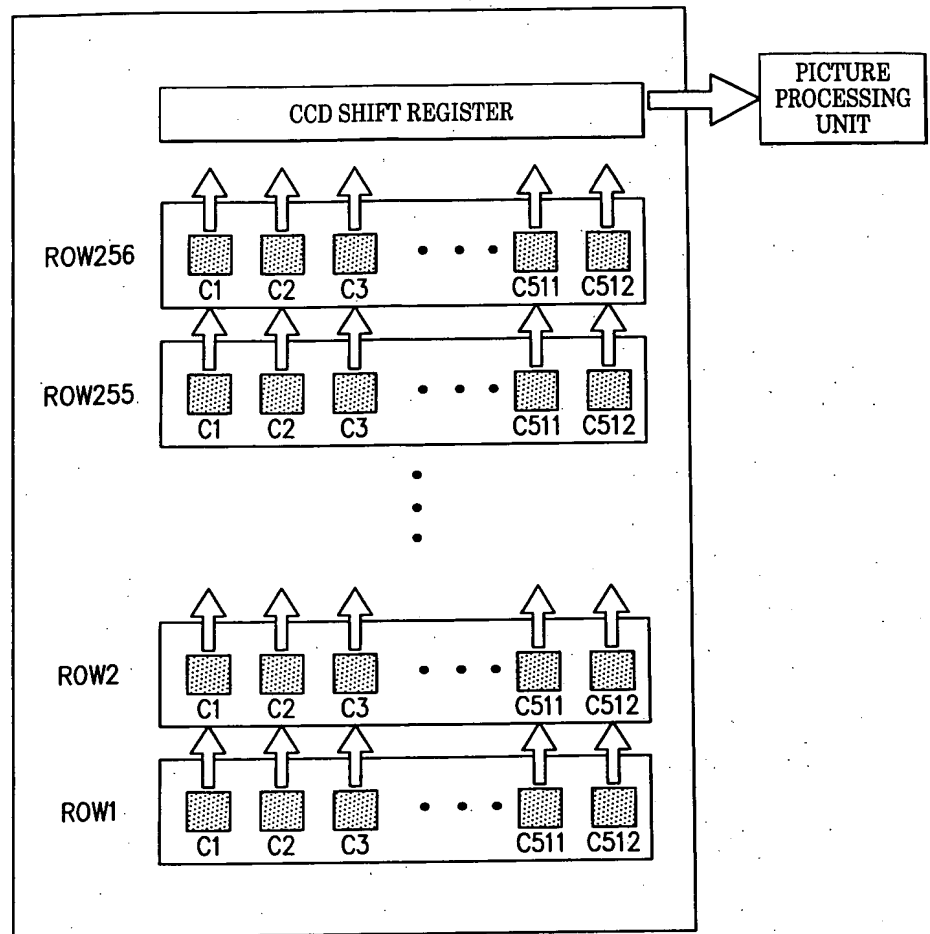 CCD SHIFT REGISTER
PICTURE
PROCESSING
UNIT
ROW256
C1 C2 C3 C511 C512
ROW255
C1 C2 C3 C511 C512
ROW2
C1 C2 C3 C511 C512
ROW1
C1 C2 C3 C511 C512